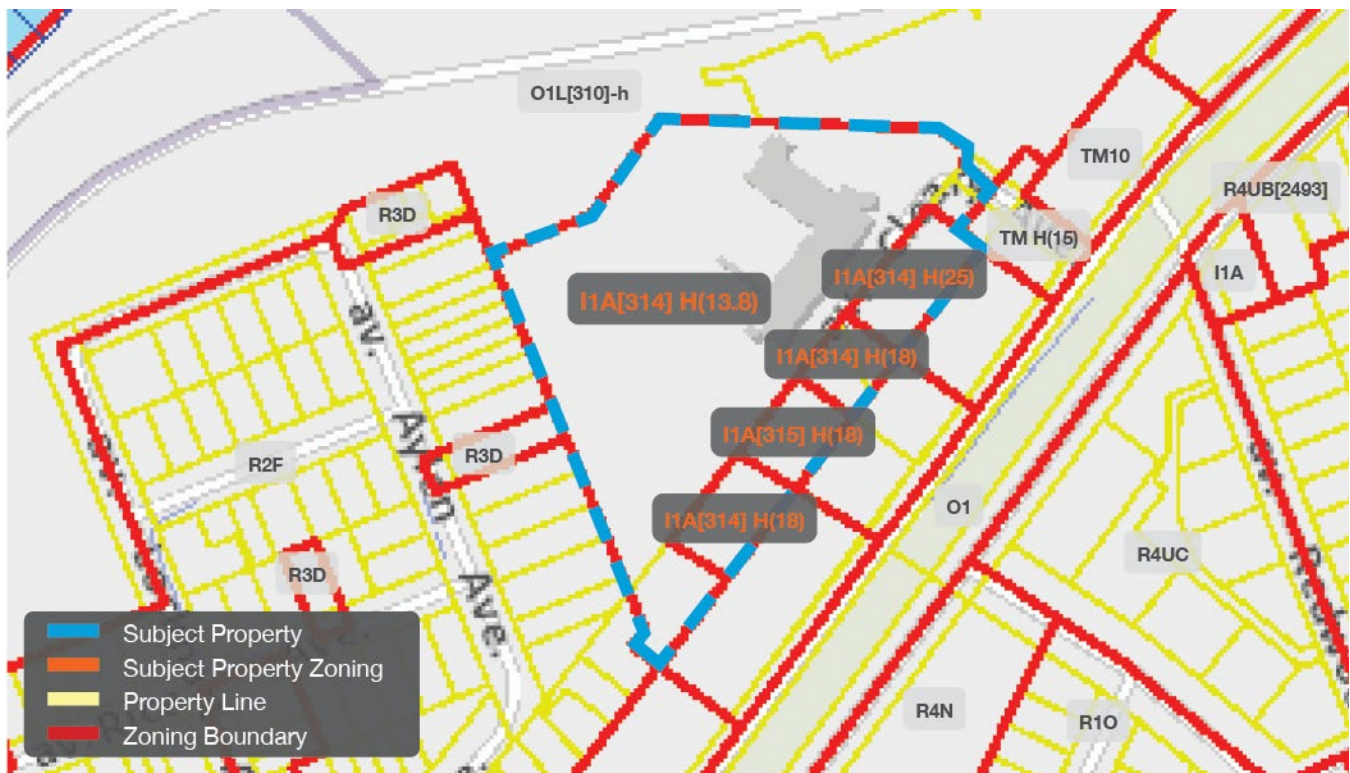 O1L[310]-h
TM10
R4UB[2493]
R3D
TM H(15)
I1A
I1A[314] H(25)
I1A[314] H(13.8)
I1A[314] H(18)
I1A[315] H(18)
R3D
R2F
av.
Aylen
Ave.
I1A[314] H(18)
O1
R4UC
R3D
Subject Property
Subject Property Zoning
Property Line
Zoning Boundary
R4N
R1O